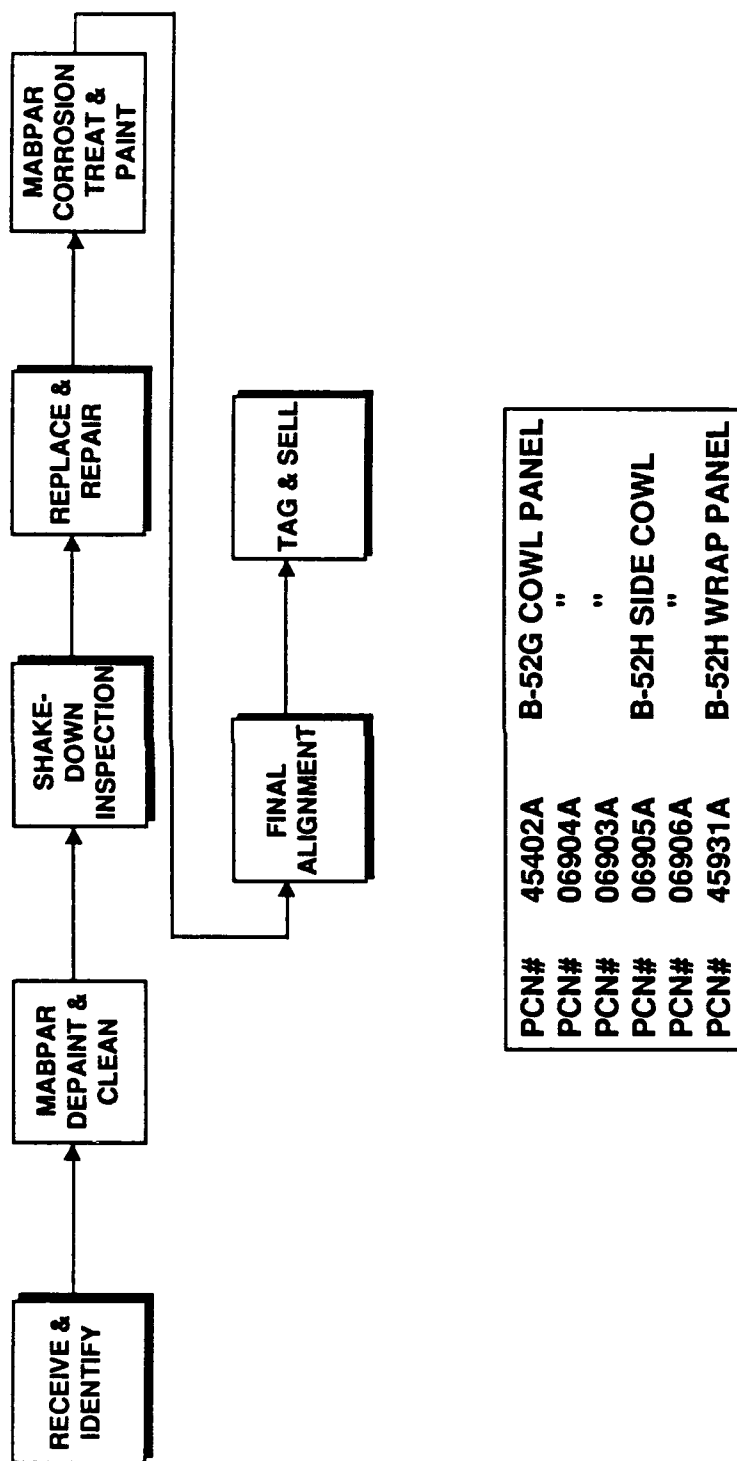 RECEIVE &
IDENTIFY
MABPAR
DEPAINT &
CLEAN
SHAKE-
DOWN
INSPECTION
REPLACE &
REPAIR
MABPAR
CORROSION
TREAT &
PAINT
FINAL
ALIGNMENT
TAG & SELL
PCN# 45402A B-52G COWL PANEL
PCN# 06904A "
PCN# 06903A "
PCN# 06905A B-52H SIDE COWL
PCN# 06906A "
PCN# 45931A B-52H WRAP PANEL